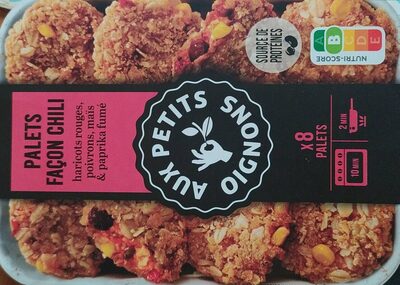 PALETS
FAÇON CHILI
haricots rouges,
poivrons, maïs
& paprika fumé
AUX PETITS OIGNONS
SOURCE DE
PROTÉINES
A B C D E
NUTRI-SCORE
x8
PALETS
2 MIN
10 MIN